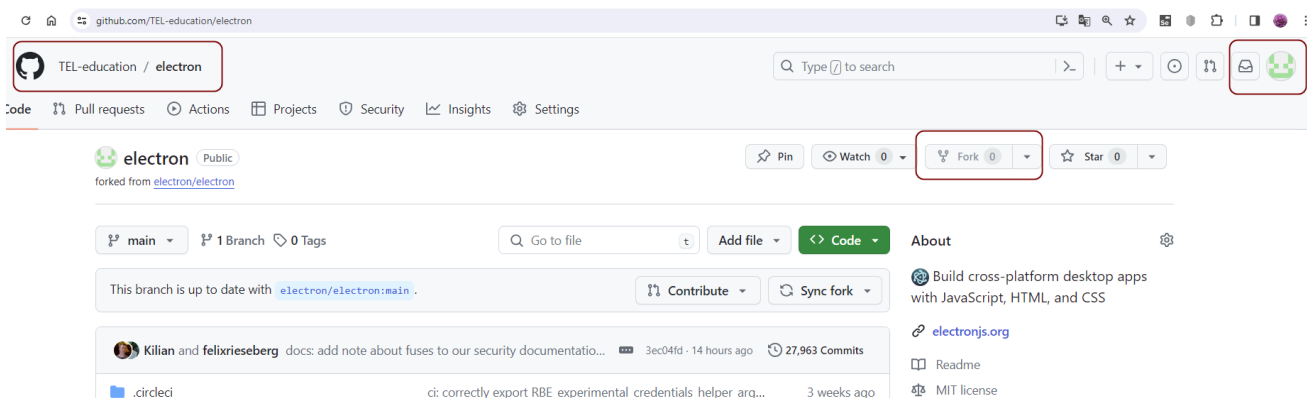 github.com/TEL-education/electron
TEL-education / electron
Type / to search
Code Pull requests Actions Projects Security Insights Settings
electron Public
Pin Watch 0 Fork 0 Star 0
forked from electron/electron
main 1 Branch 0 Tags Go to file t Add file Code
About
This branch is up to date with electron/electron:main .
Contribute Sync fork
Build cross-platform desktop apps
with JavaScript, HTML, and CSS
electronjs.org
Kilian and felixrieseberg docs: add note about fuses to our security documentatio... 3ec04fd · 14 hours ago 27,963 Commits
Readme
.circleci ci: correctly export RBE_experimental_credentials_helper_arg... 3 weeks ago
MIT license